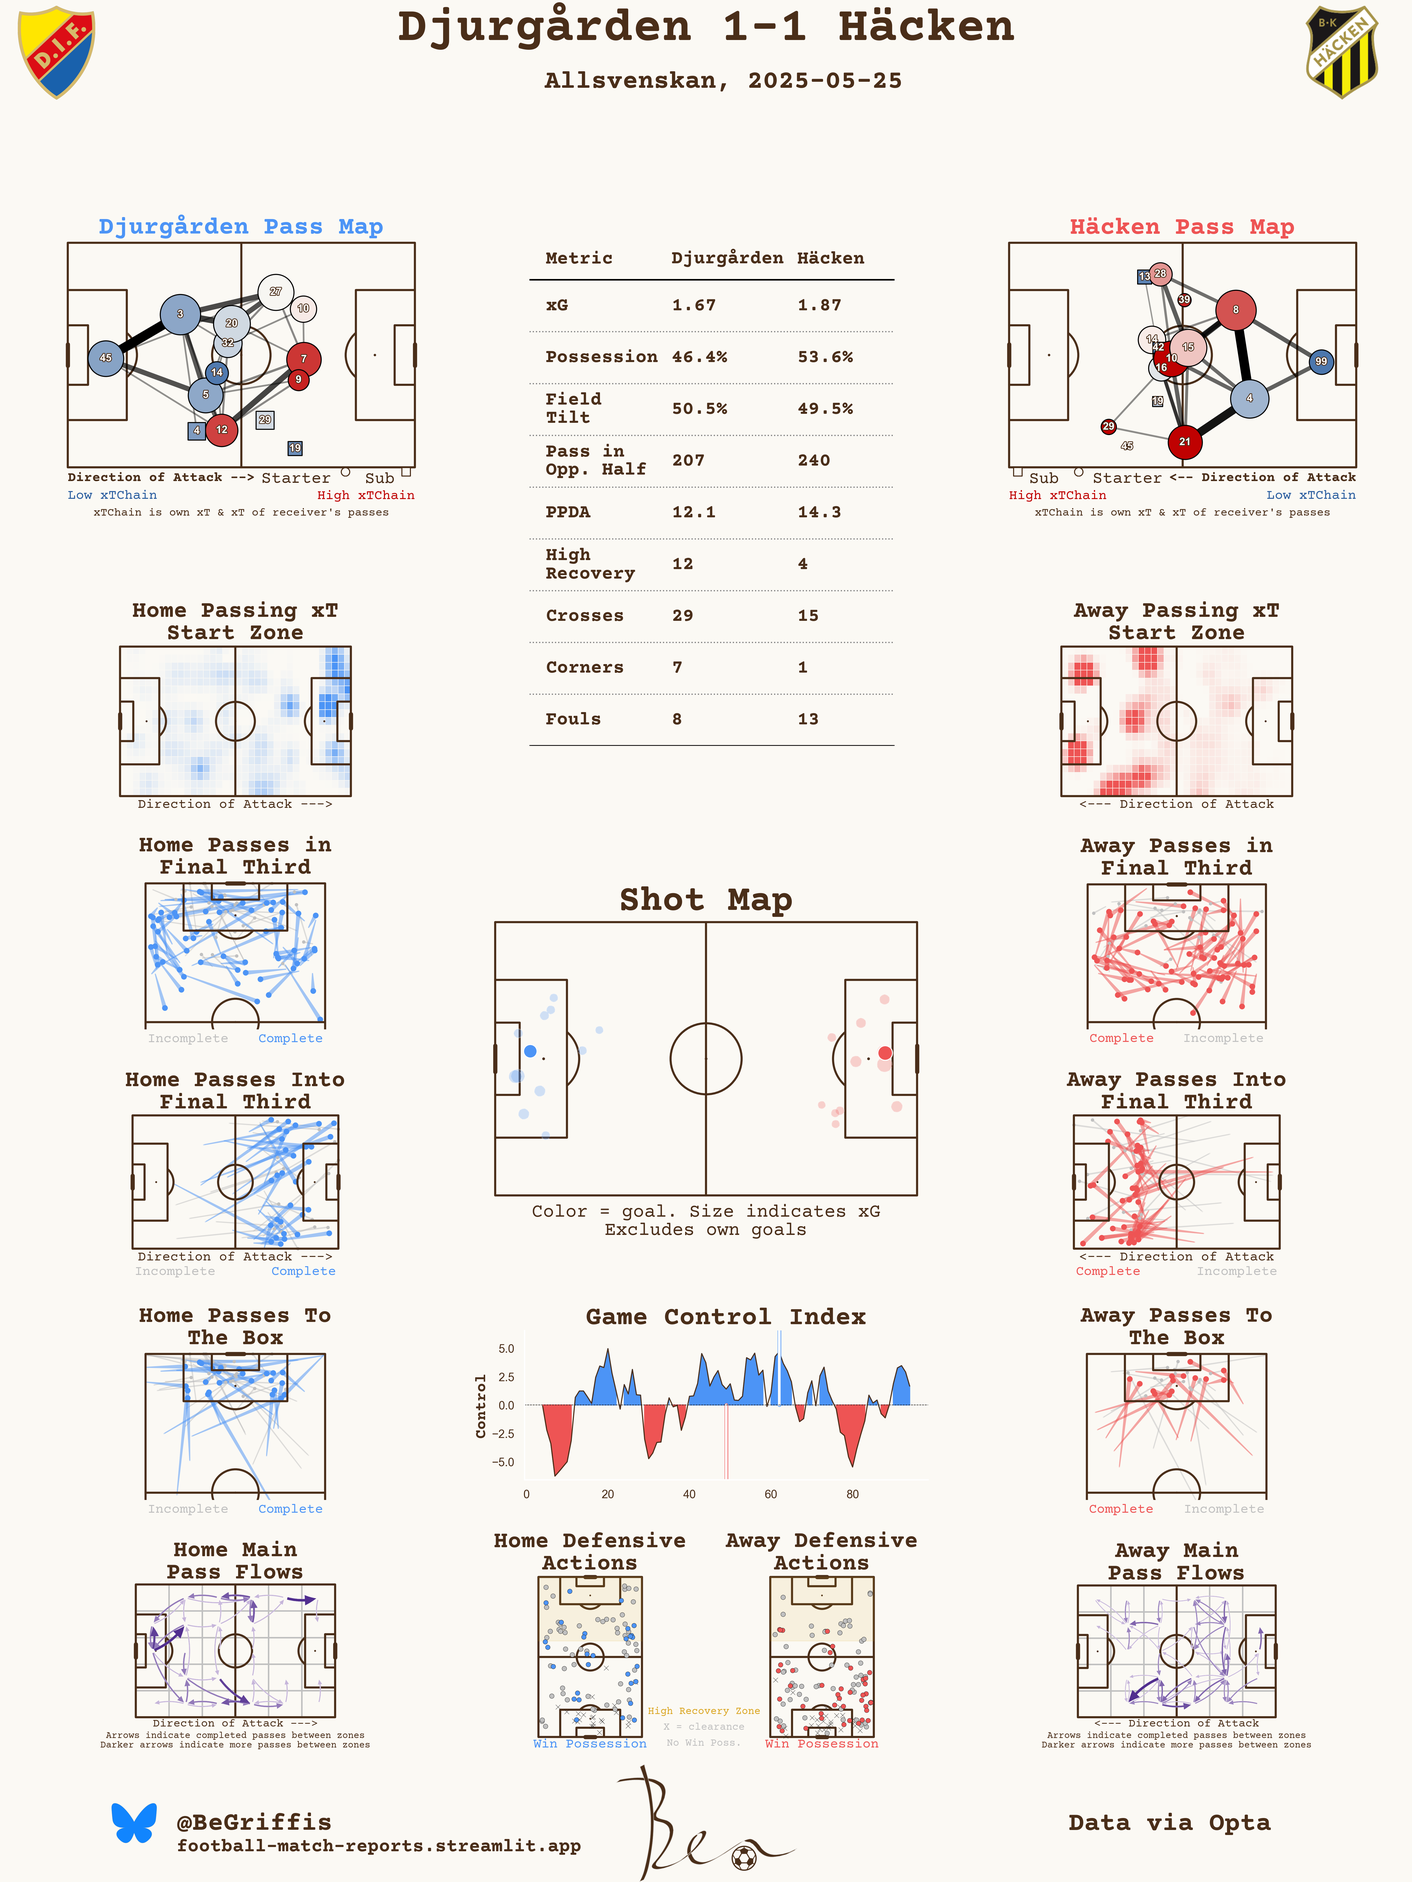 Djurgården 1-1 Häcken
Allsvenskan, 2025-05-25
D.I.F.
B·K
HÄCKEN
Djurgården Pass Map
27
10
3
20
32
45
7
9
14
5
4
12
29
19
Direction of Attack --> Starter Sub
Low xTChain High xTChain
xTChain is own xT & xT of receiver's passes
Metric Djurgården Häcken
xG 1.67 1.87
Possession 46.4% 53.6%
Field
Tilt 50.5% 49.5%
Pass in
Opp. Half 207 240
PPDA 12.1 14.3
High
Recovery 12 4
Crosses 29 15
Corners 7 1
Fouls 8 13
Häcken Pass Map
13
28
39
8
14
42
15
10
16
99
4
19
29
45
21
Sub Starter <-- Direction of Attack
High xTChain Low xTChain
xTChain is own xT & xT of receiver's passes
Home Passing xT
Start Zone
Direction of Attack --->
Away Passing xT
Start Zone
<--- Direction of Attack
Home Passes in
Final Third
Incomplete Complete
Away Passes in
Final Third
Complete Incomplete
Shot Map
Color = goal. Size indicates xG
Excludes own goals
Home Passes Into
Final Third
Direction of Attack --->
Incomplete Complete
Away Passes Into
Final Third
<--- Direction of Attack
Complete Incomplete
Home Passes To
The Box
Incomplete Complete
Game Control Index
Control
5.0
2.5
0.0
−2.5
−5.0
0 20 40 60 80
Away Passes To
The Box
Complete Incomplete
Home Main
Pass Flows
Direction of Attack --->
Arrows indicate completed passes between zones
Darker arrows indicate more passes between zones
Home Defensive
Actions
Win Possession
Away Defensive
Actions
Win Possession
High Recovery Zone
X = clearance
No Win Poss.
Away Main
Pass Flows
<--- Direction of Attack
Arrows indicate completed passes between zones
Darker arrows indicate more passes between zones
@BeGriffis
football-match-reports.streamlit.app
Ben
Data via Opta